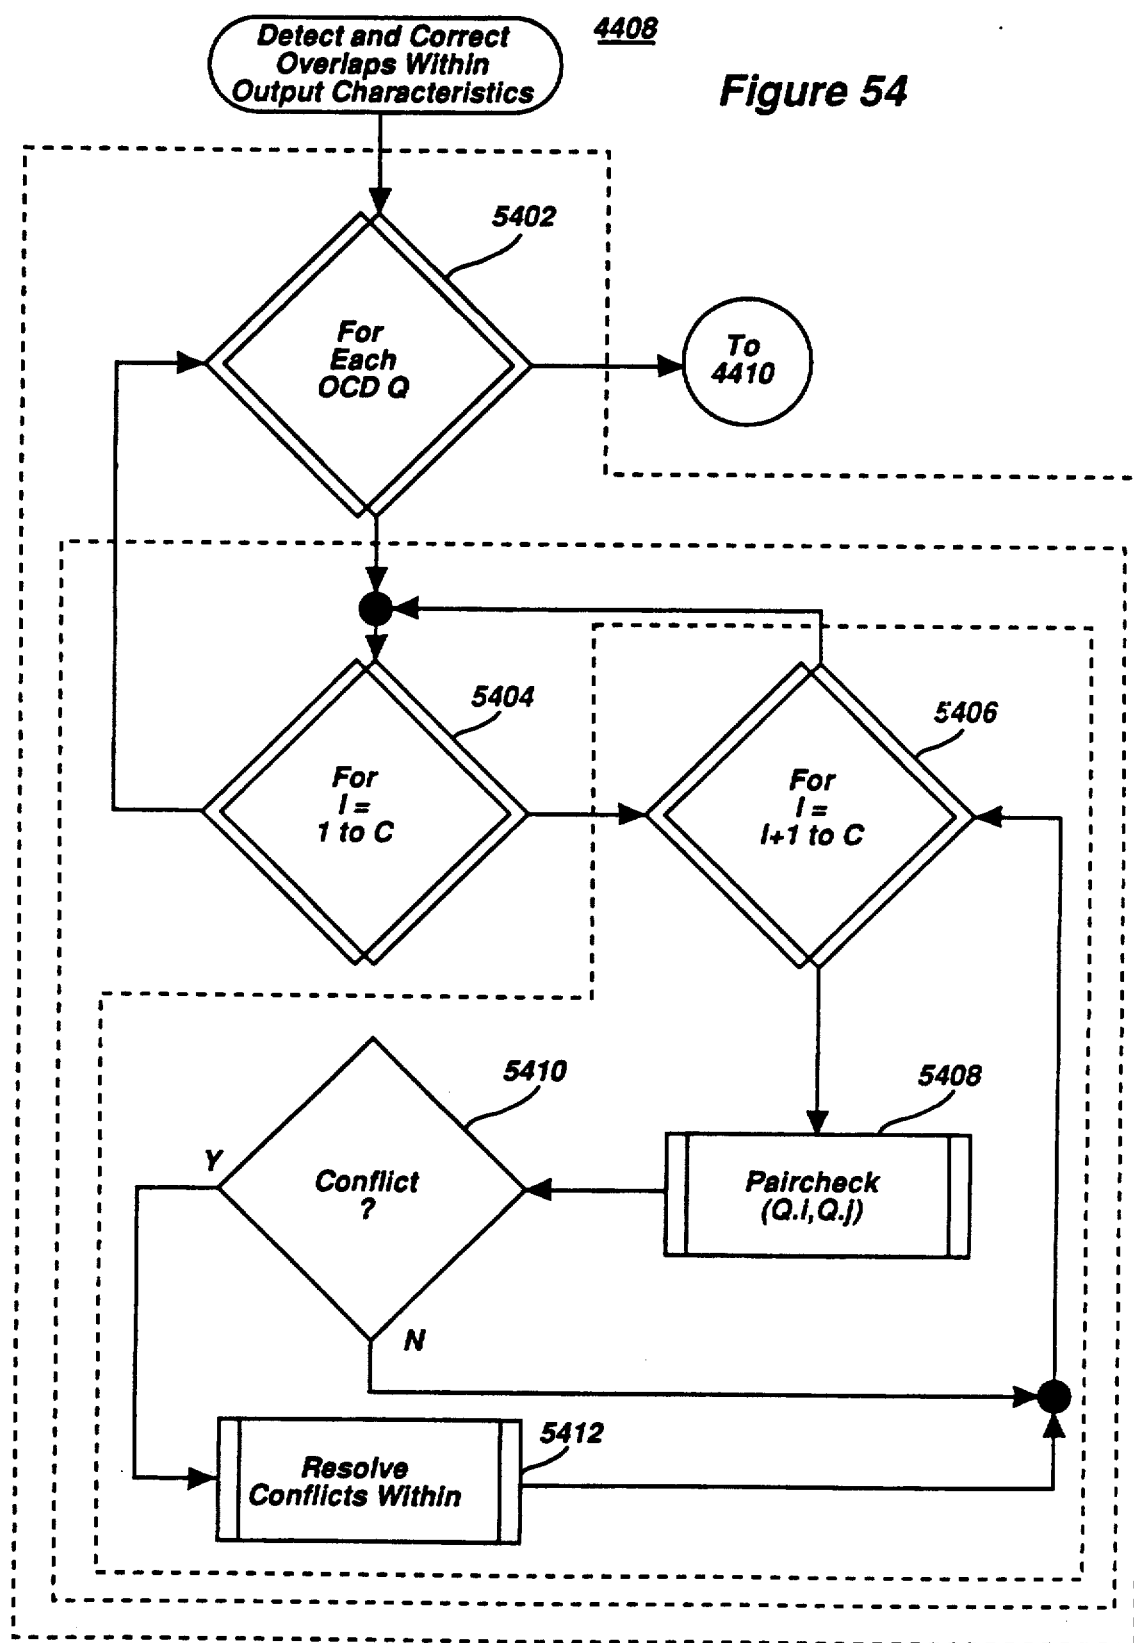 4408
Detect and Correct
Overlaps Within
Output Characteristics
Figure 54
5402
For
Each
OCD Q
To
4410
5404
For
I =
1 to C
5406
For
I =
I+1 to C
5410
Conflict
?
Y
N
5408
Paircheck
(Q.i,Q.j)
5412
Resolve
Conflicts Within